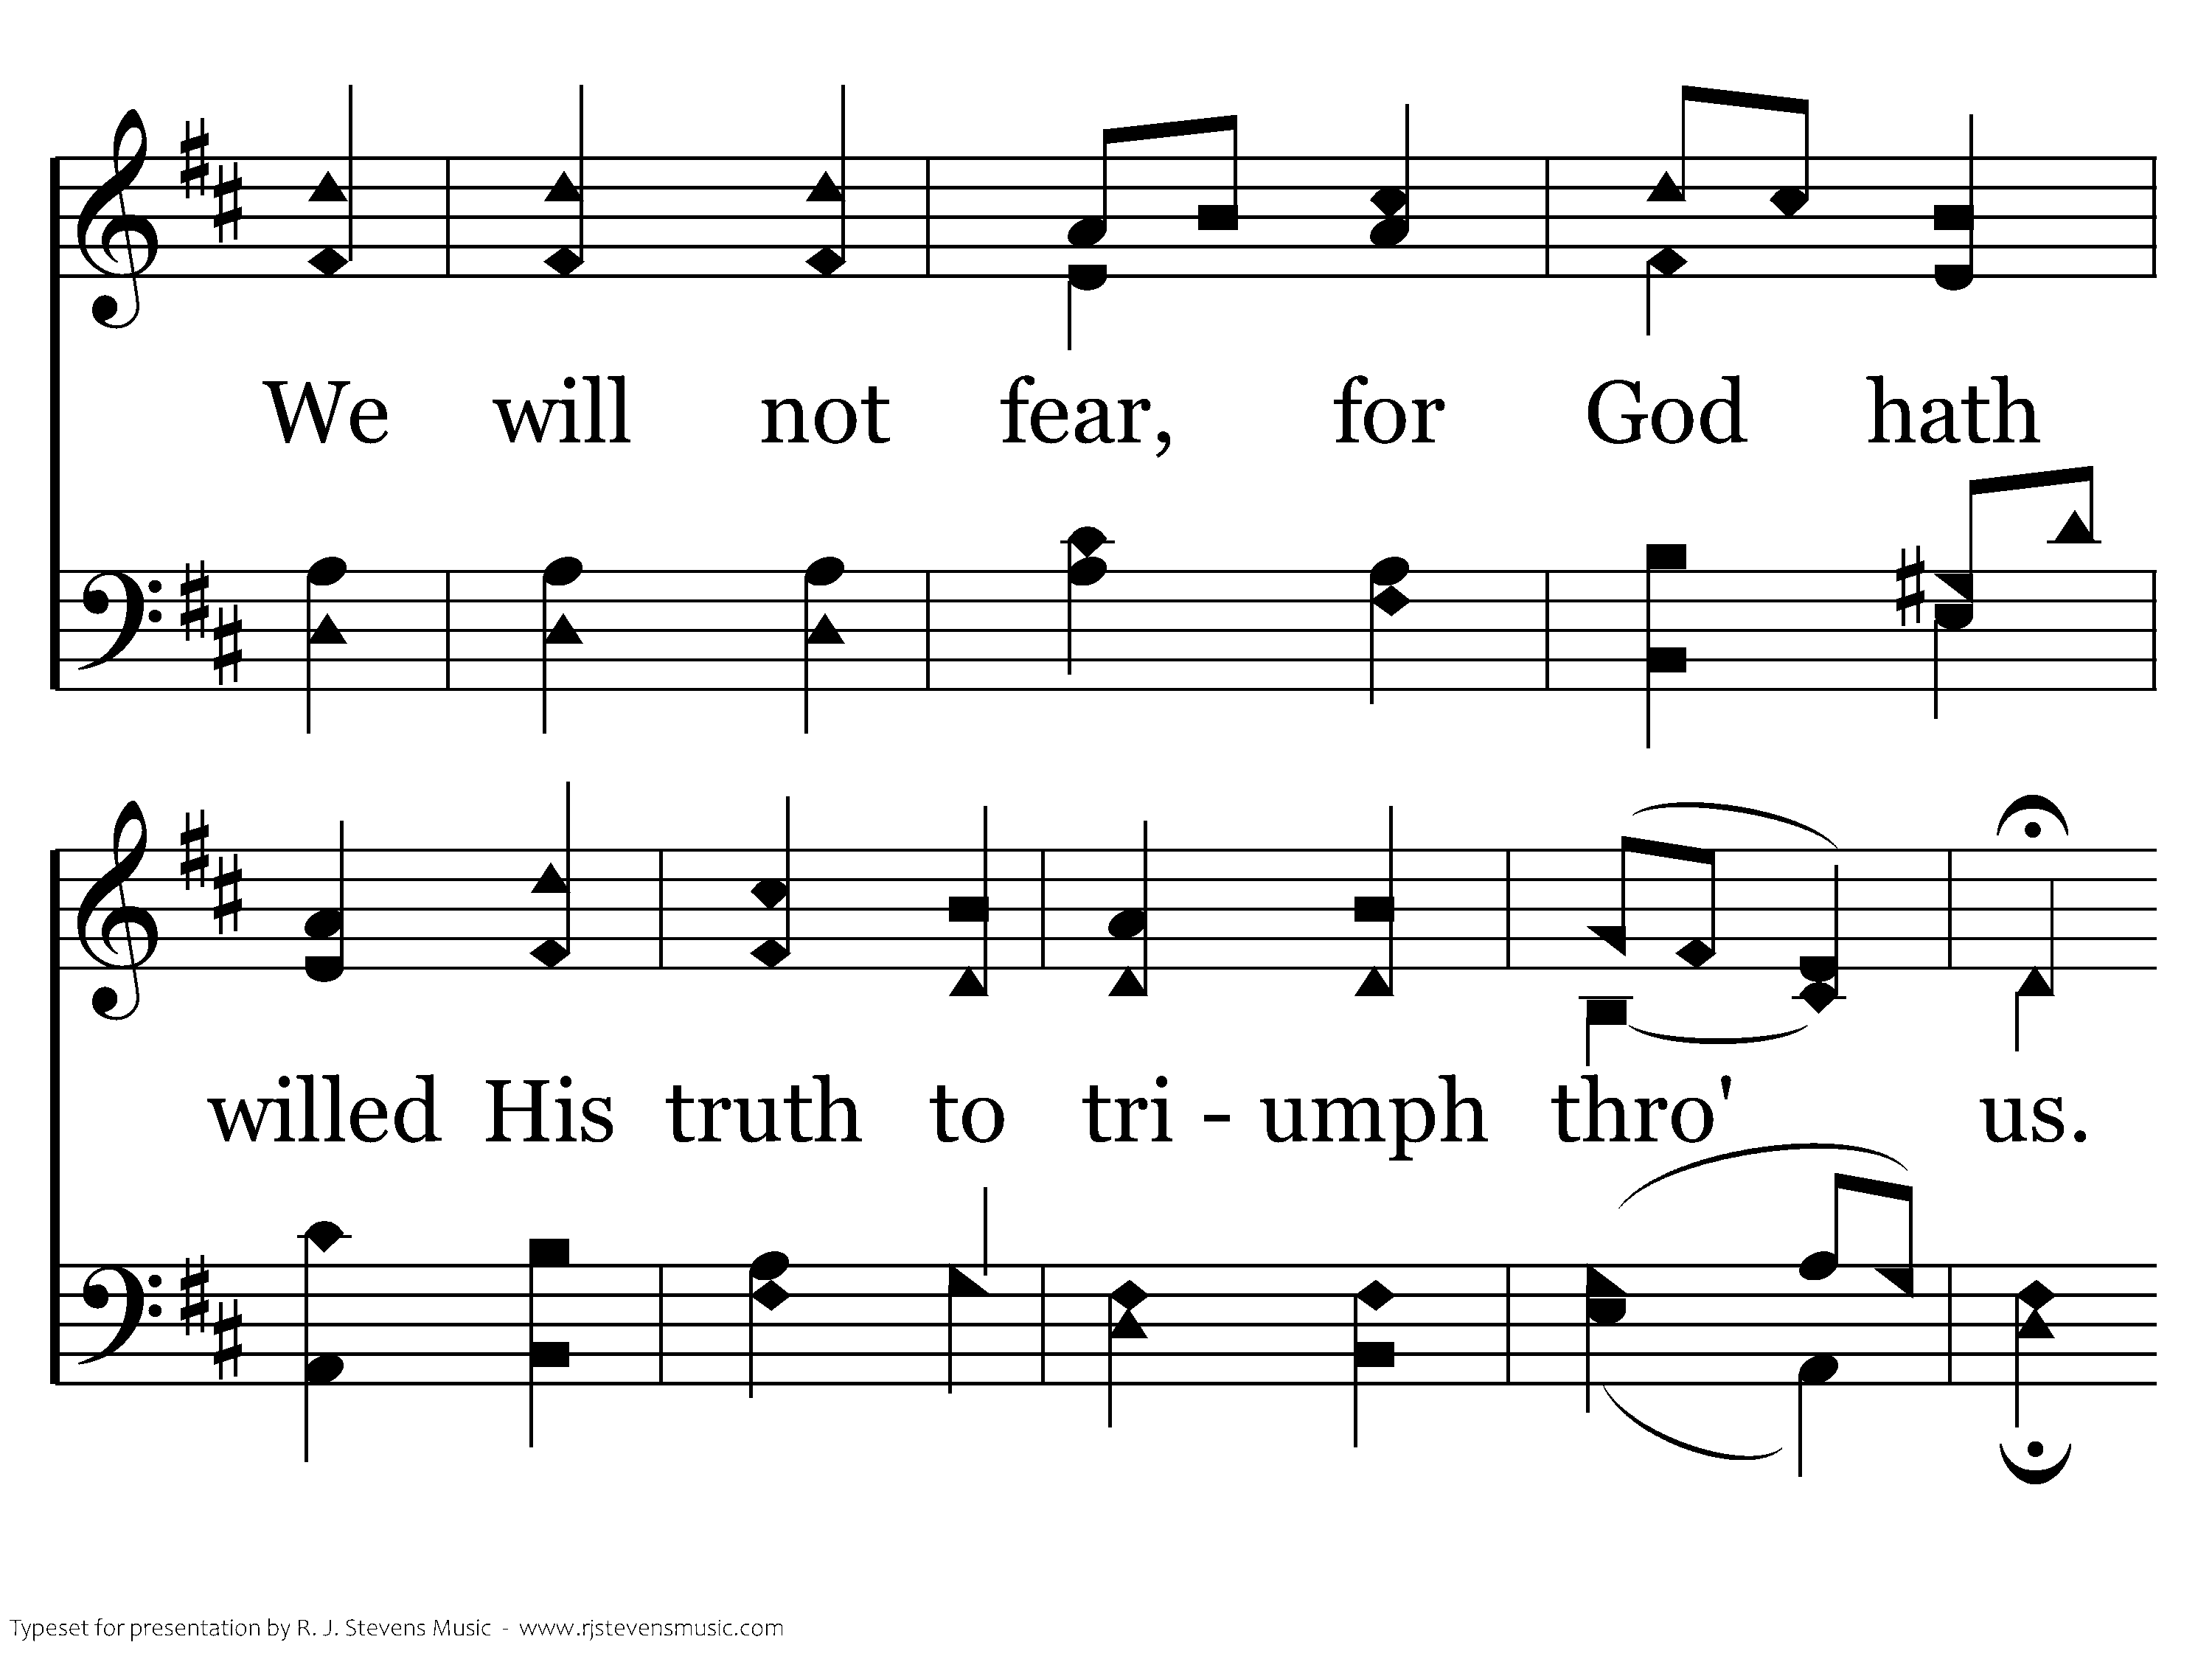 We will not fear, for God hath
willed His truth to tri - umph thro' us.
Typeset for presentation by R. J. Stevens Music - www.rjstevensmusic.com